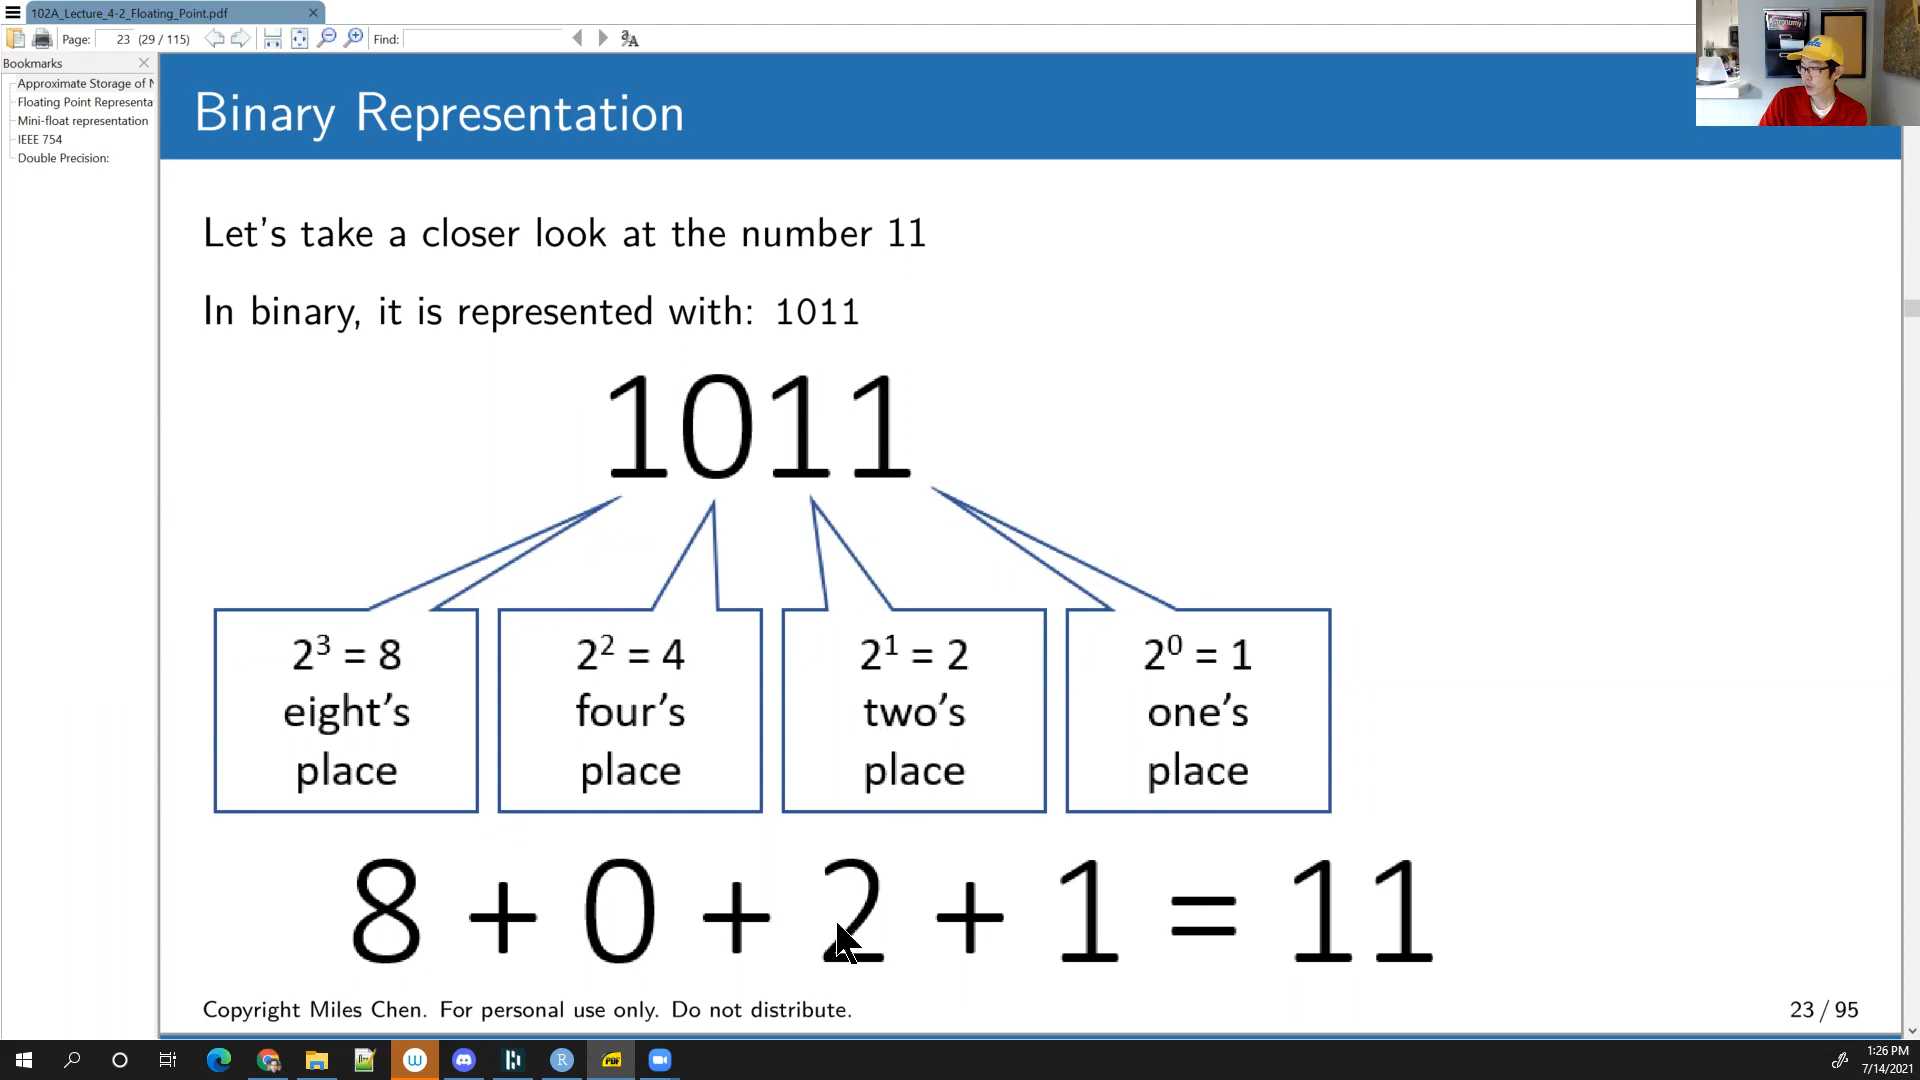 102A_Lecture_4-2_Floating_Point.pdf
Page: 23 (29 / 115) Find:
Bookmarks
Approximate Storage of N
Floating Point Representa
Mini-float representation
IEEE 754
Double Precision:
Binary Representation
Let's take a closer look at the number 11
In binary, it is represented with: 1011
1011
2³ = 8
eight's
place
2² = 4
four's
place
2¹ = 2
two's
place
2⁰ = 1
one's
place
8 + 0 + 2 + 1 = 11
Copyright Miles Chen. For personal use only. Do not distribute.
23 / 95
1:26 PM
7/14/2021